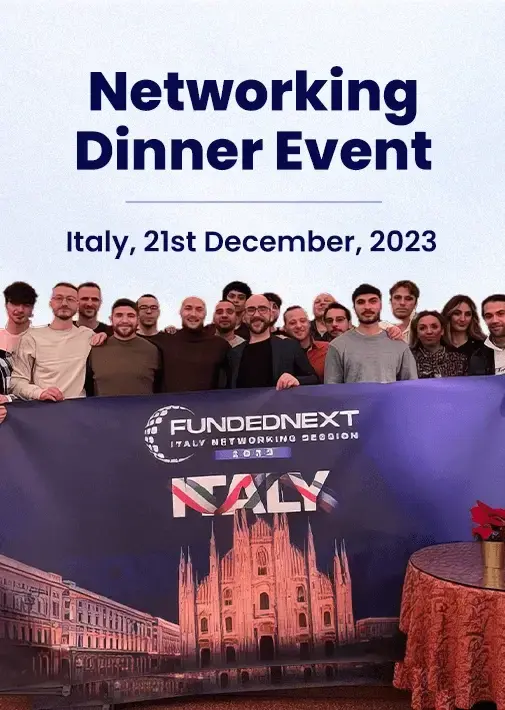 Networking
Dinner Event
Italy, 21st December, 2023
FUNDEDNEXT
ITALY NETWORKING SESSION
2023
ITALY